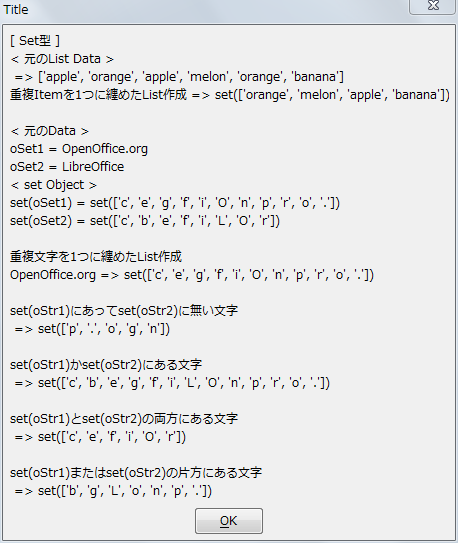 Title
[ Set型 ]
< 元のList Data >
=> ['apple', 'orange', 'apple', 'melon', 'orange', 'banana']
重複Itemを1つに纏めたList作成 => set(['orange', 'melon', 'apple', 'banana'])
< 元のData >
oSet1 = OpenOffice.org
oSet2 = LibreOffice
< set Object >
set(oSet1) = set(['c', 'e', 'g', 'f', 'i', 'O', 'n', 'p', 'r', 'o', '.'])
set(oSet2) = set(['c', 'b', 'e', 'f', 'i', 'L', 'O', 'r'])
重複文字を1つに纏めたList作成
OpenOffice.org => set(['c', 'e', 'g', 'f', 'i', 'O', 'n', 'p', 'r', 'o', '.'])
set(oStr1)にあってset(oStr2)に無い文字
=> set(['p', '.', 'o', 'g', 'n'])
set(oStr1)かset(oStr2)にある文字
=> set(['c', 'b', 'e', 'g', 'f', 'i', 'L', 'O', 'n', 'p', 'r', 'o', '.'])
set(oStr1)とset(oStr2)の両方にある文字
=> set(['c', 'e', 'f', 'i', 'O', 'r'])
set(oStr1)またはset(oStr2)の片方にある文字
=> set(['b', 'g', 'L', 'o', 'n', 'p', '.'])
OK